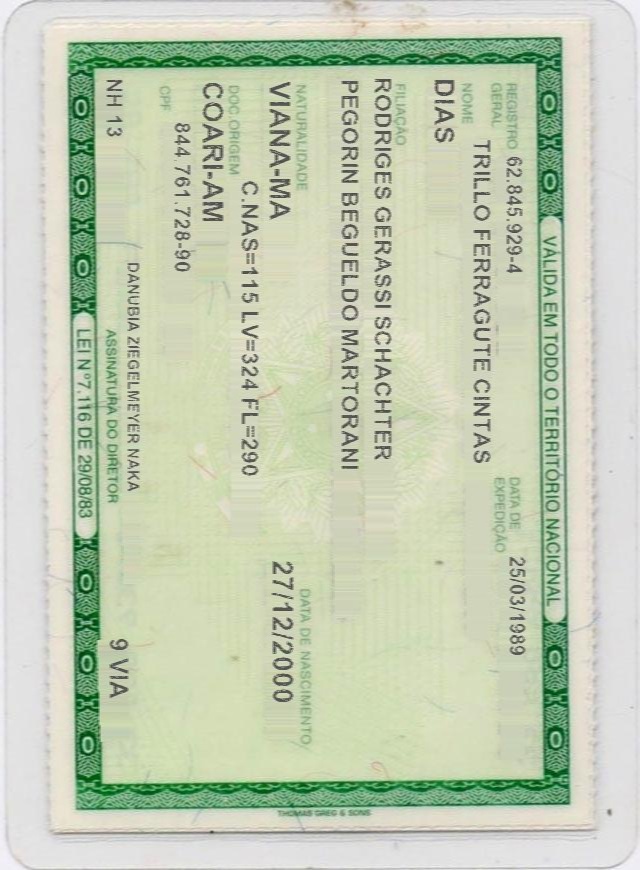 VÁLIDA EM TODO O TERRITÓRIO NACIONAL
REGISTRO GERAL 62.845.929-4 DATA DE EXPEDIÇÃO 25/03/1989
NOME TRILLO FERRAGUTE CINTAS
DIAS
FILIAÇÃO
RODRIGES GERASSI SCHACHTER
PEGORIN BEGUELDO MARTORANI
NATURALIDADE DATA DE NASCIMENTO
VIANA-MA 27/12/2000
DOC ORIGEM C.NAS=115 LV=324 FL=290
COARI-AM
CPF 844.761.728-90
DANUBIA ZIEGELMEYER NAKA
NH 13 ASSINATURA DO DIRETOR 9 VIA
LEI Nº 7.116 DE 29/08/83
THOMAS GREG & SONS